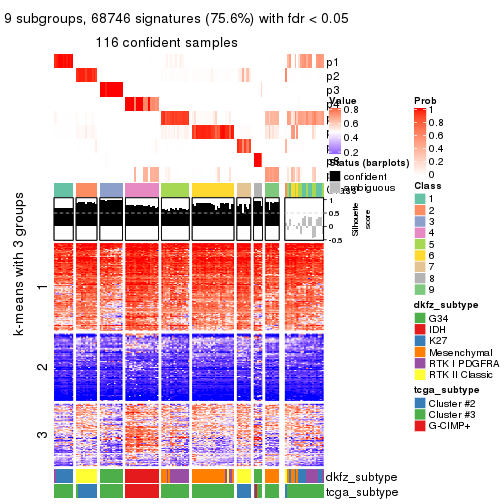 9 subgroups, 68746 signatures (75.6%) with fdr < 0.05
116 confident samples
p1
p2
p3
p4
Value
0.8
0.6
0.4
0.2
Status (barplots)
confident
ambiguous
Prob
1
0.8
0.6
0.4
0.2
0
Class
1
2
3
4
5
6
7
8
9
dkfz_subtype
G34
IDH
K27
Mesenchymal
RTK I PDGFRA
RTK II Classic
tcga_subtype
Cluster #2
Cluster #3
G-CIMP+
1
0.5
0
-0.5
Silhouette
score
k-means with 3 groups
1
2
3
dkfz_subtype
tcga_subtype